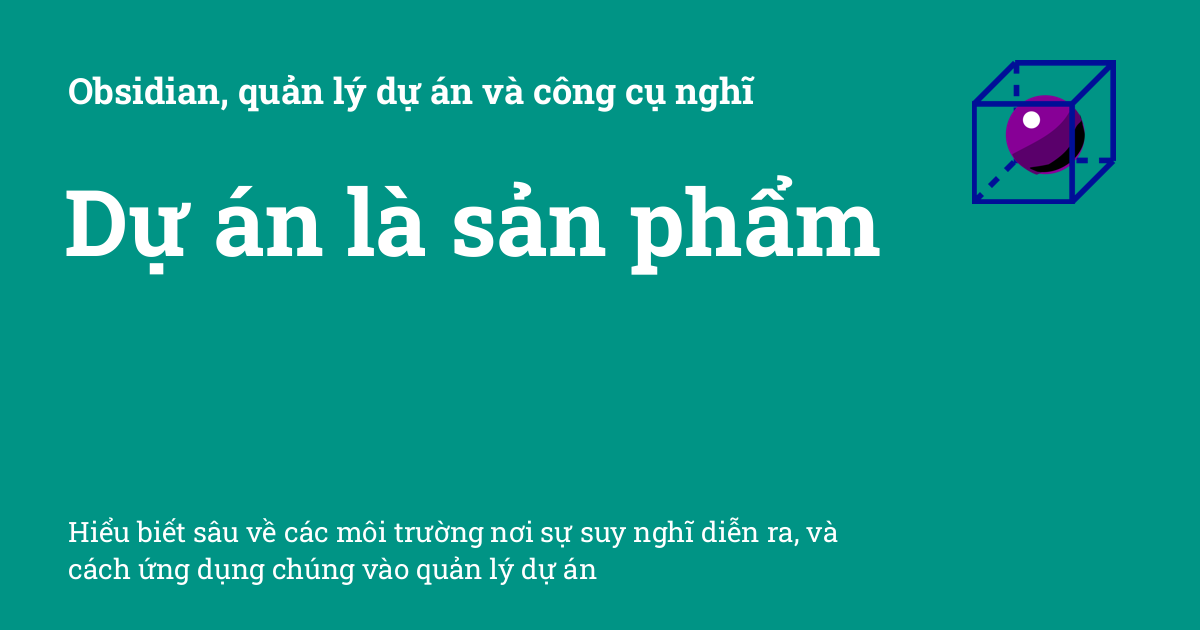 Obsidian, quản lý dự án và công cụ nghĩ
Dự án là sản phẩm
Hiểu biết sâu về các môi trường nơi sự suy nghĩ diễn ra, và
cách ứng dụng chúng vào quản lý dự án